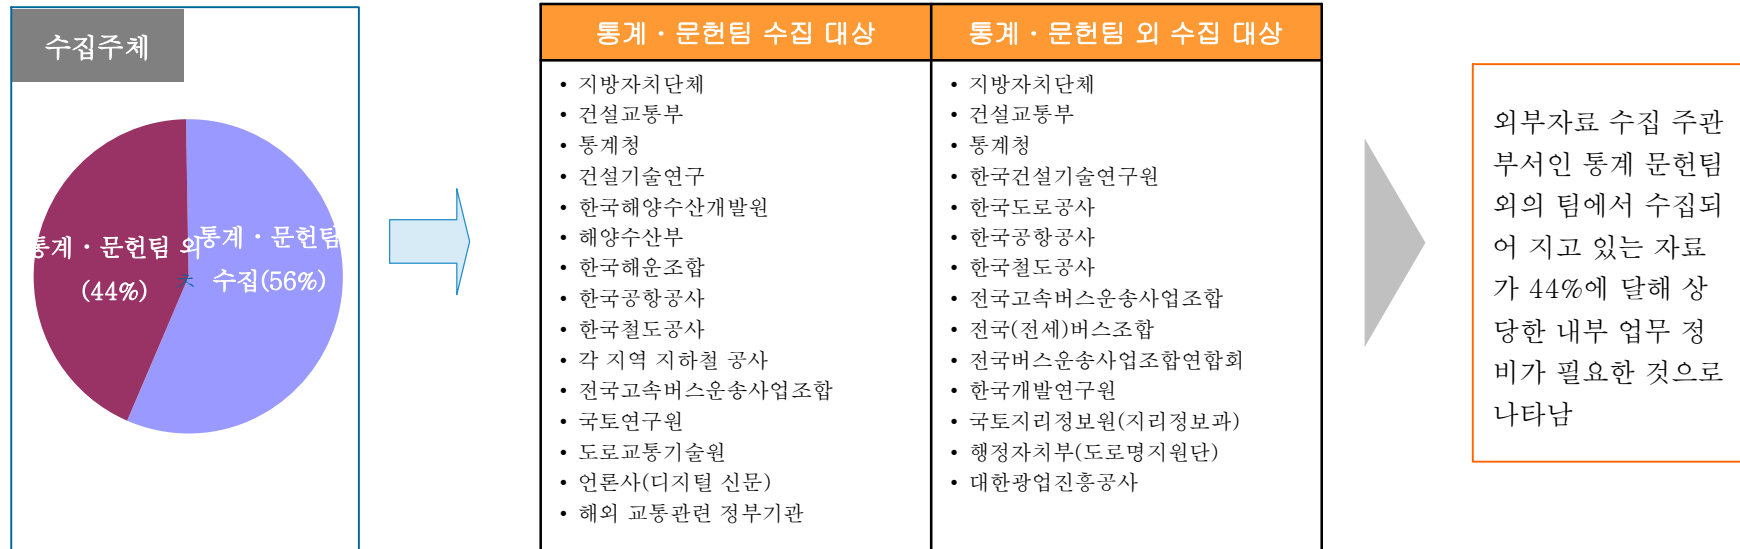 수집주체
통계 · 문헌팀 외
(44%)
통계 · 문헌팀
수집(56%)
통계 · 문헌팀 수집 대상
• 지방자치단체
• 건설교통부
• 통계청
• 건설기술연구
• 한국해양수산개발원
• 해양수산부
• 한국해운조합
• 한국공항공사
• 한국철도공사
• 각 지역 지하철 공사
• 전국고속버스운송사업조합
• 국토연구원
• 도로교통기술원
• 언론사(디지털 신문)
• 해외 교통관련 정부기관
통계 · 문헌팀 외 수집 대상
• 지방자치단체
• 건설교통부
• 통계청
• 한국건설기술연구원
• 한국도로공사
• 한국공항공사
• 한국철도공사
• 전국고속버스운송사업조합
• 전국(전세)버스조합
• 전국버스운송사업조합연합회
• 한국개발연구원
• 국토지리정보원(지리정보과)
• 행정자치부(도로명지원단)
• 대한광업진흥공사
외부자료 수집 주관
부서인 통계 문헌팀
외의 팀에서 수집되
어 지고 있는 자료
가 44%에 달해 상
당한 내부 업무 정
비가 필요한 것으로
나타남